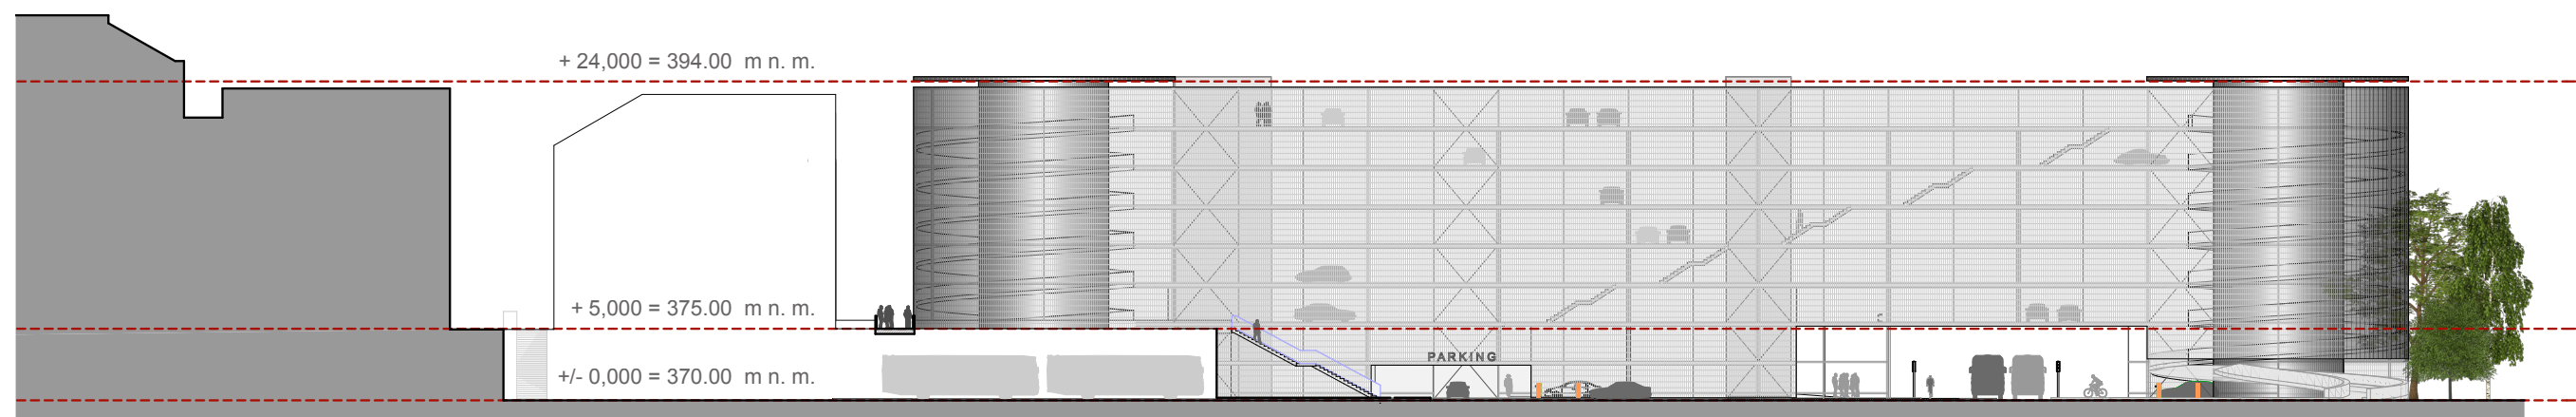 + 24,000 = 394.00 m n. m.
+ 5,000 = 375.00 m n. m.
PARKING
+/- 0,000 = 370.00 m n. m.